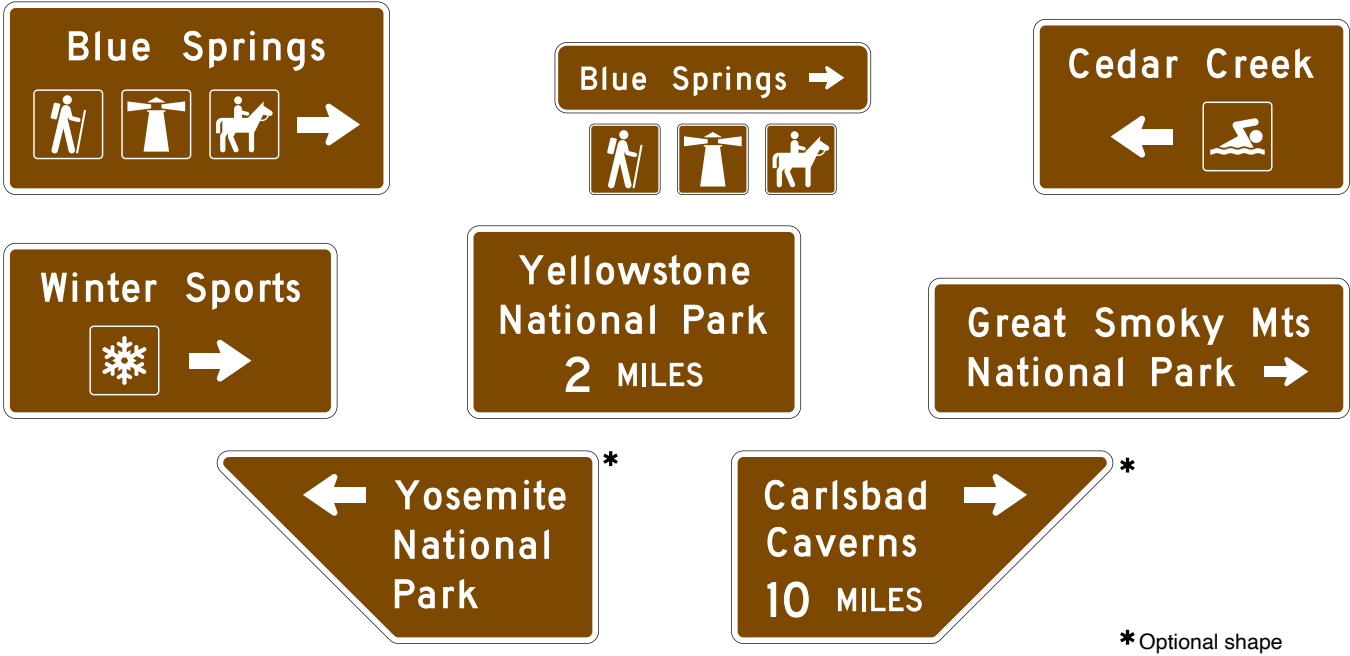 Blue Springs
Blue Springs
Cedar Creek
Winter Sports
Yellowstone
National Park
2 MILES
Great Smoky Mts
National Park
Yosemite
National
Park
*
Carlsbad
Caverns
10 MILES
*
* Optional shape